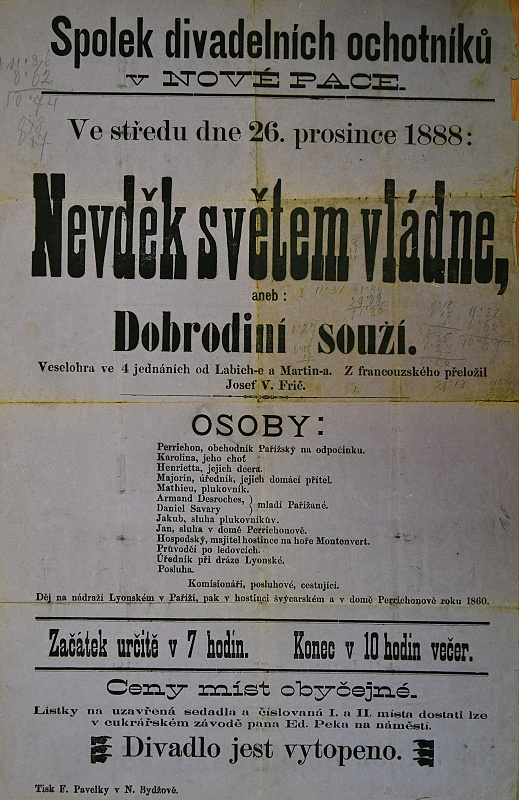 Spolek divadelních ochotníků
v NOVÉ PACE.
Ve středu dne 26. prosince 1888:
Nevděk světem vládne,
aneb:
Dobrodiní souží.
Veselohra ve 4 jednáních od Labich-e a Martin-a. Z francouzského přeložil
Josef V. Frič.
OSOBY:
Perrichon, obchodník Pařížský na odpočinku.
Karolina, jeho choť
Henrietta, jejich dcera.
Majorin, úředník, jejich domácí přítel.
Mathieu, plukovník.
Armand Desroches,
Daniel Savary } mladí Pařížané.
Jakub, sluha plukovníkův.
Jan, sluha v domě Perrichonově.
Hospodský, majitel hostince na hoře Montenvert.
Průvodčí po ledovcích.
Úředník při dráze Lyonské.
Posluha.
Komisionáři, posluhové, cestující.
Děj na nádraží Lyonském v Paříži, pak v hostinci švýcarském a v domě Perrichonově roku 1860.
Začátek určitě v 7 hodin. Konec v 10 hodin večer.
Ceny míst obyčejné.
Lístky na uzavřená sedadla a číslovaná I. a II. místa dostati lze
v cukrářském závodě pana Ed. Peka na náměstí.
Divadlo jest vytopeno.
Tisk F. Pavelky v N. Bydžově.